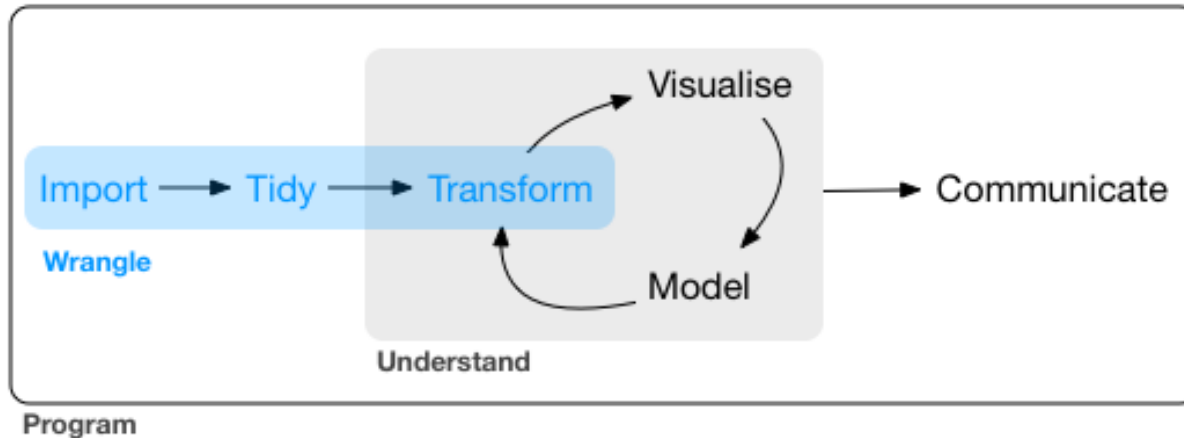 Visualise
Import Tidy Transform Communicate
Wrangle
Model
Understand
Program